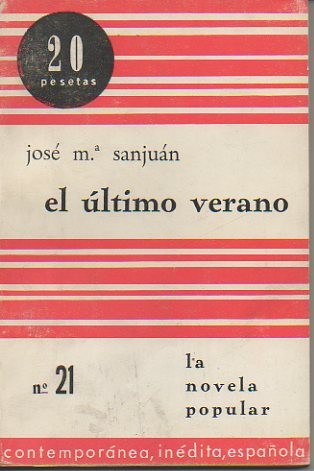 20
pesetas
josé m.ª sanjuán
el último verano
nº 21
la
novela
popular
contemporánea, inédita, española